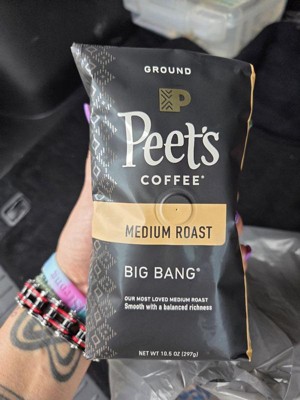 GROUND
P
Peet's
COFFEE®
MEDIUM ROAST
BIG BANG®
OUR MOST LOVED MEDIUM ROAST
Smooth with a balanced richness
NET WT 10.5 OZ (297g)